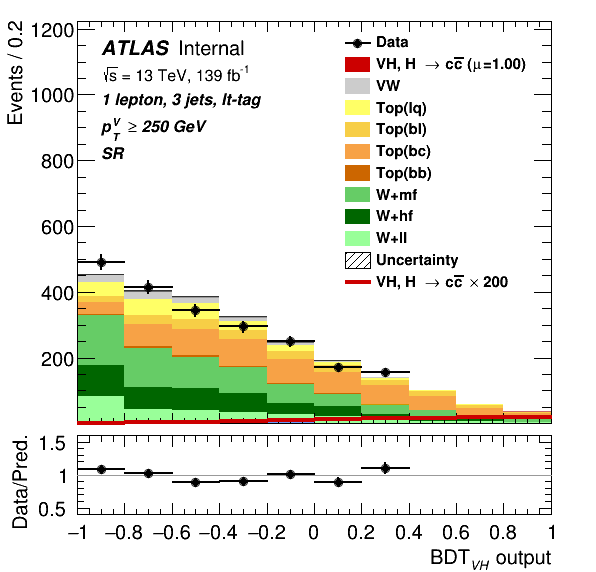 Events / 0.2
1200
1000
800
600
400
200
ATLAS Internal
√s = 13 TeV, 139 fb⁻¹
1 lepton, 3 jets, lt-tag
p_T^V ≥ 250 GeV
SR
Data
VH, H → cc̅ (μ=1.00)
VW
Top(lq)
Top(bl)
Top(bc)
Top(bb)
W+mf
W+hf
W+ll
Uncertainty
VH, H → cc̅ × 200
Data/Pred.
1.5
1
0.5
−1 −0.8 −0.6 −0.4 −0.2 0 0.2 0.4 0.6 0.8 1
BDT_VH output